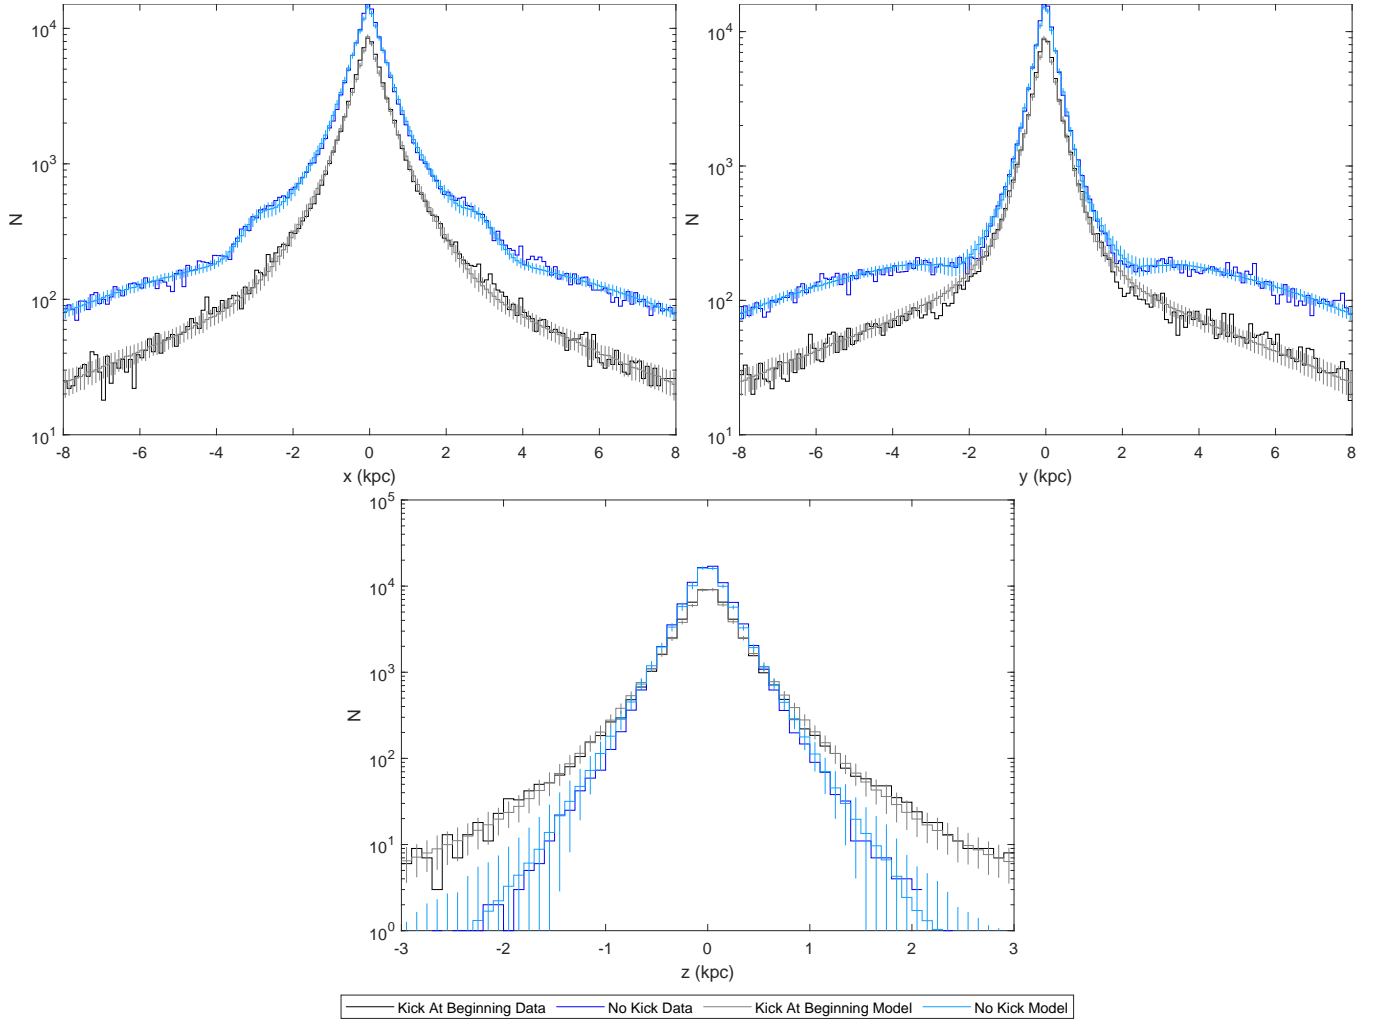 10^4
10^3
10^2
10^1
N
-8 -6 -4 -2 0 2 4 6 8
x (kpc)
10^4
10^3
10^2
10^1
N
-8 -6 -4 -2 0 2 4 6 8
y (kpc)
10^5
10^4
10^3
10^2
10^1
10^0
N
-3 -2 -1 0 1 2 3
z (kpc)
Kick At Beginning Data No Kick Data Kick At Beginning Model No Kick Model